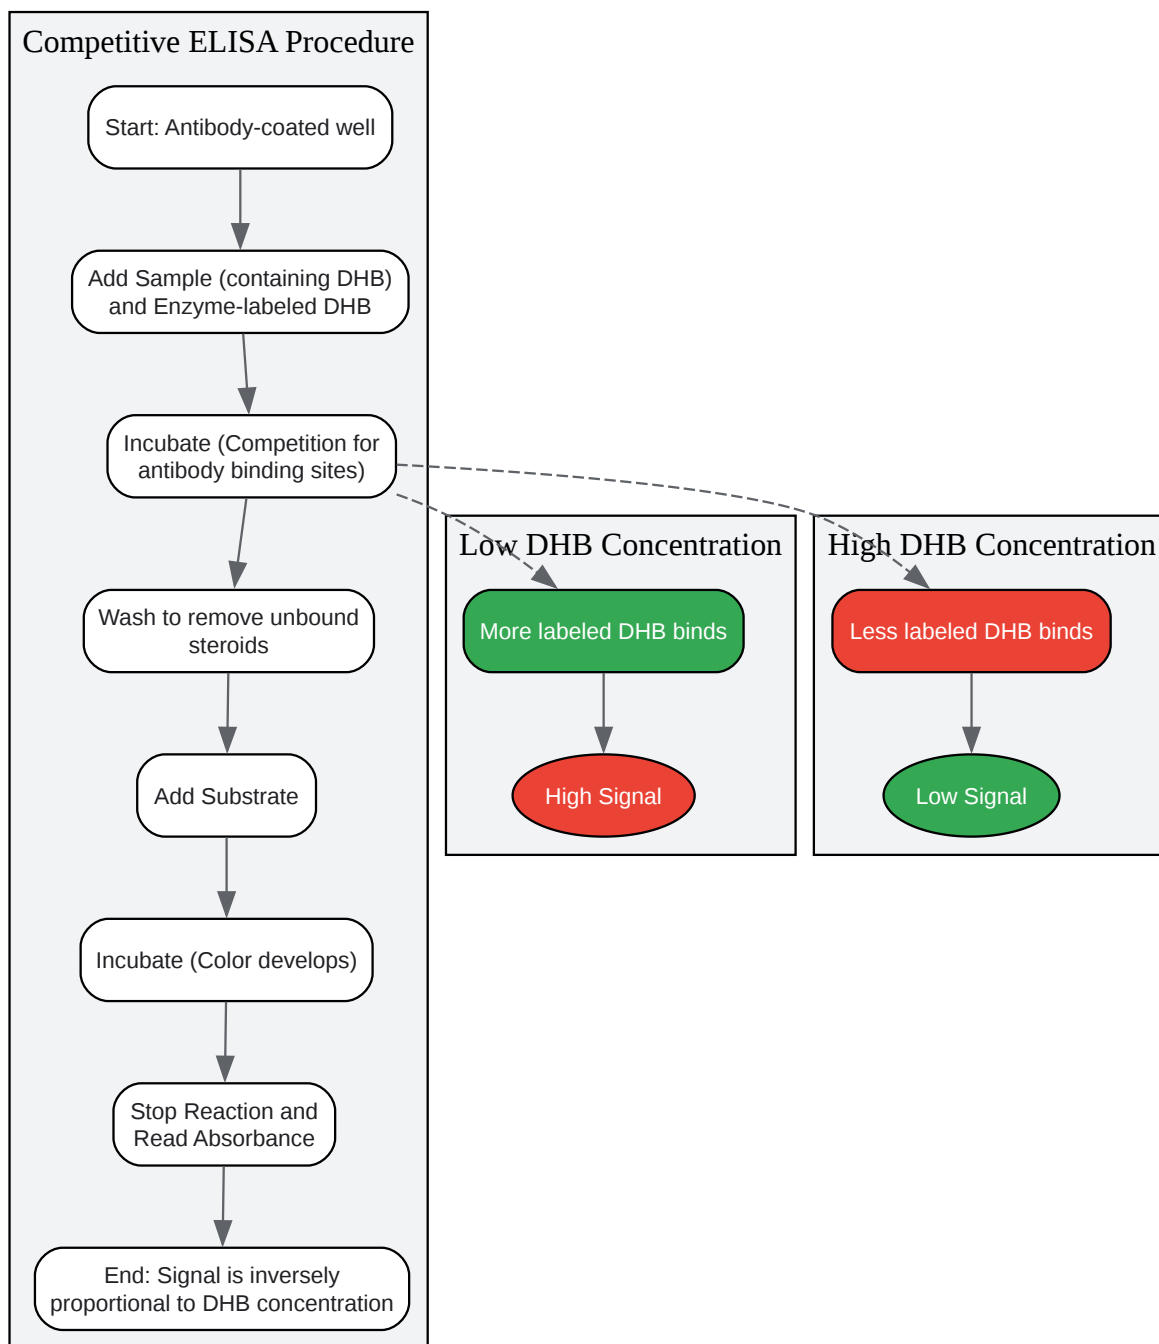 Competitive ELISA Procedure
Start: Antibody-coated well
Add Sample (containing DHB)
and Enzyme-labeled DHB
Incubate (Competition for
antibody binding sites)
Wash to remove unbound
steroids
Add Substrate
Incubate (Color develops)
Stop Reaction and
Read Absorbance
End: Signal is inversely
proportional to DHB concentration
Low DHB Concentration
More labeled DHB binds
High Signal
High DHB Concentration
Less labeled DHB binds
Low Signal